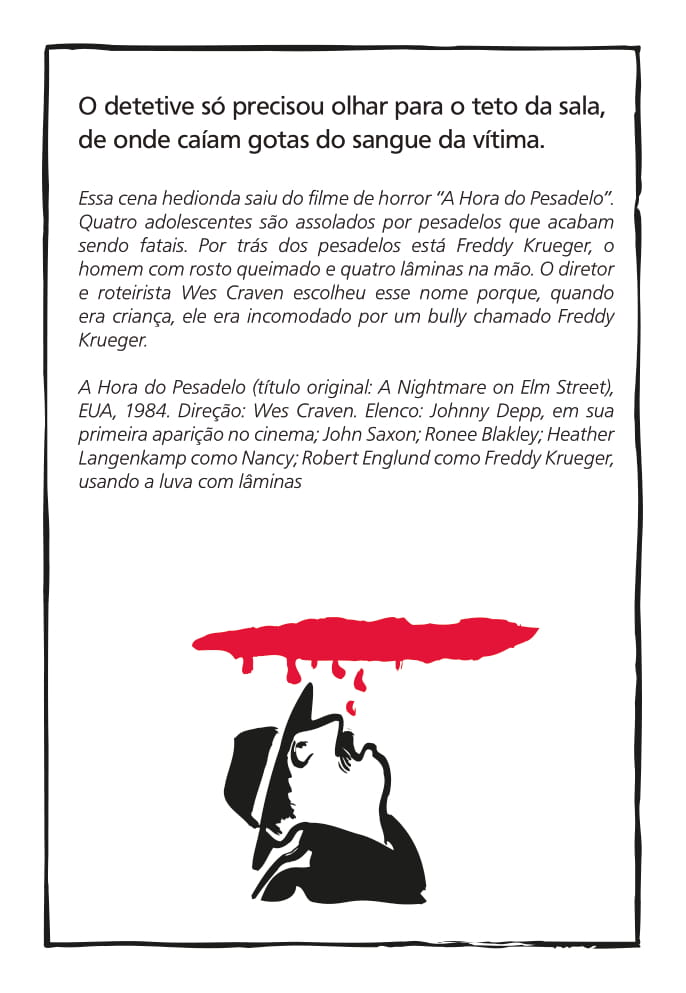 O detetive só precisou olhar para o teto da sala,
de onde caíam gotas do sangue da vítima.
Essa cena hedionda saiu do filme de horror “A Hora do Pesadelo”.
Quatro adolescentes são assolados por pesadelos que acabam
sendo fatais. Por trás dos pesadelos está Freddy Krueger, o
homem com rosto queimado e quatro lâminas na mão. O diretor
e roteirista Wes Craven escolheu esse nome porque, quando
era criança, ele era incomodado por um bully chamado Freddy
Krueger.
A Hora do Pesadelo (título original: A Nightmare on Elm Street),
EUA, 1984. Direção: Wes Craven. Elenco: Johnny Depp, em sua
primeira aparição no cinema; John Saxon; Ronee Blakley; Heather
Langenkamp como Nancy; Robert Englund como Freddy Krueger,
usando a luva com lâminas